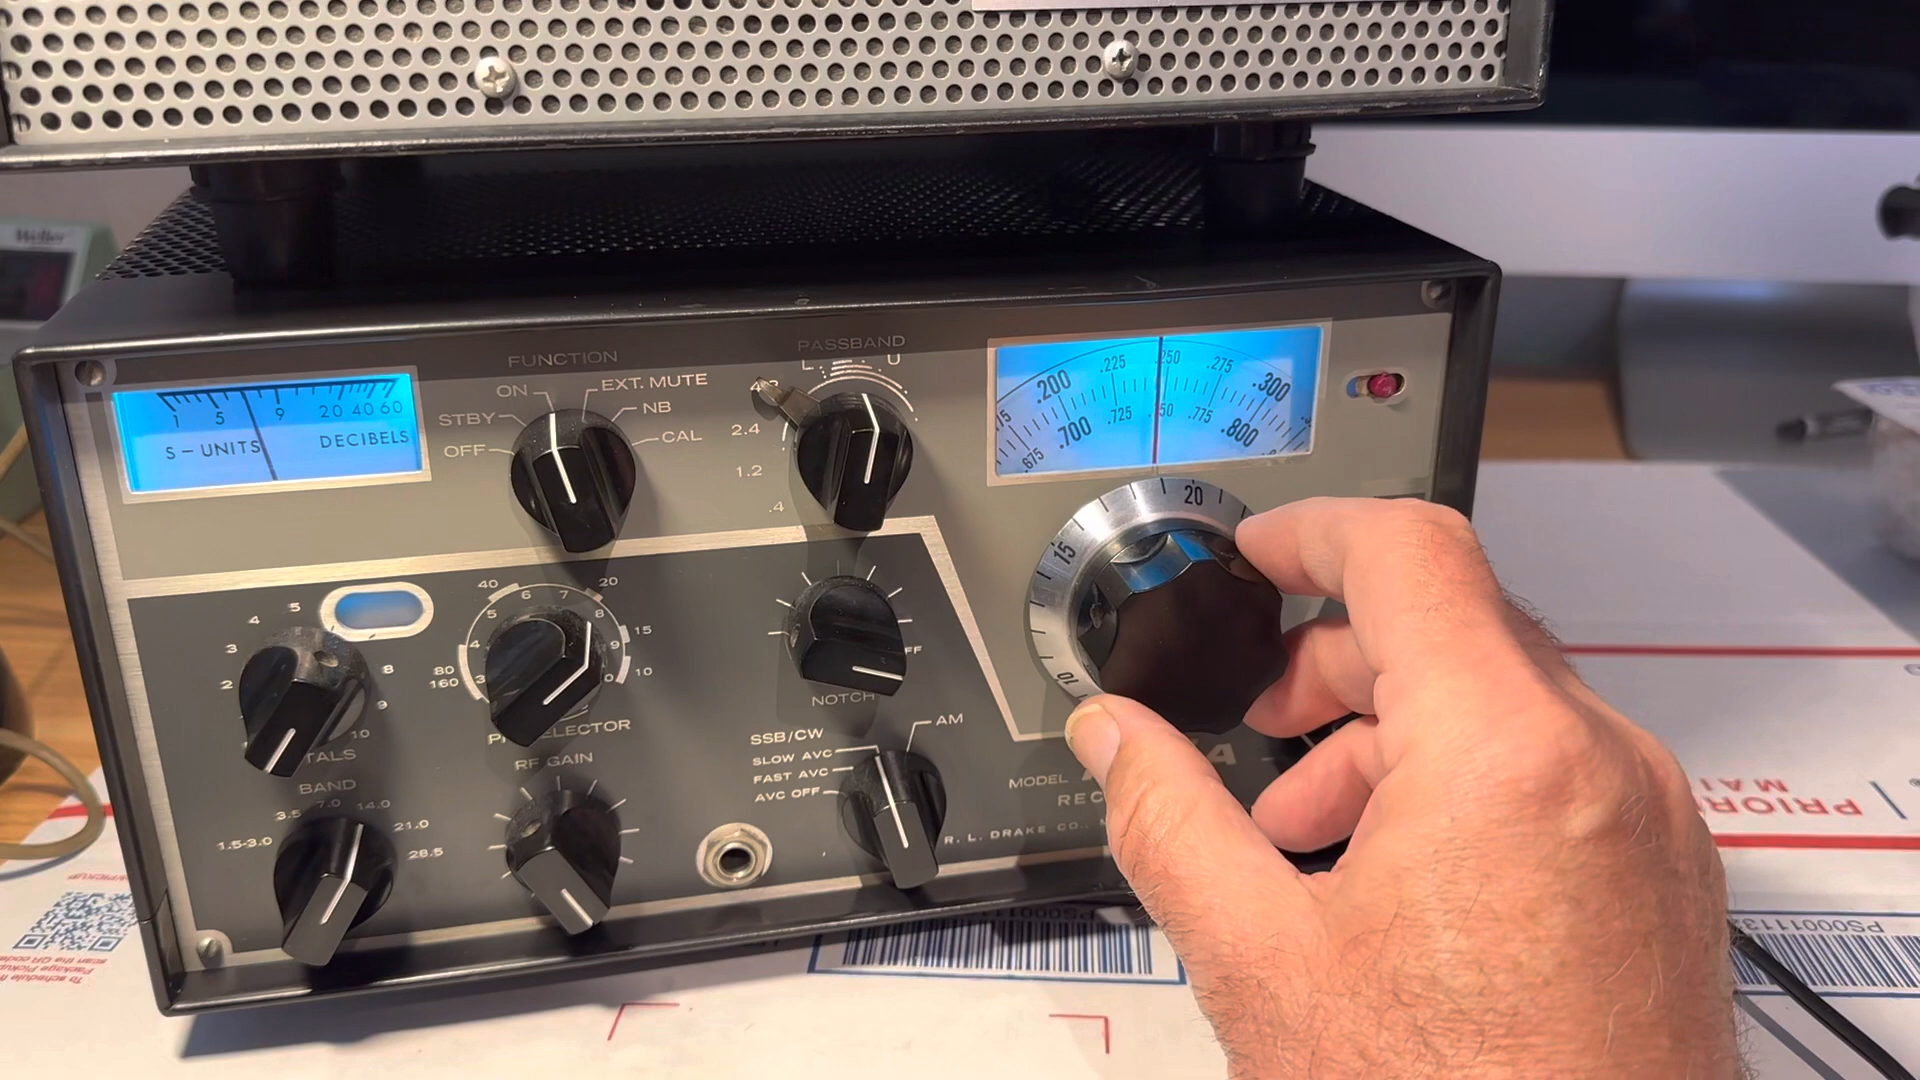 Weller
FUNCTION
ON
EXT. MUTE
STBY
NB
OFF
CAL
PASSBAND
L U
2.4
1.2
.4
5 1 9 20 40 60
S-UNITS DECIBELS
.200 .225 .250 .275 .300
.675 .700 .725 .775 .800
20
15
10
5
4
3
2
8
9
10
40 20
6 7
5 8
4 9
15
80
160
10
NOTCH
RF GAIN
BAND
1.5-3.0
3.5
7.0
14.0
21.0
28.5
SSB/CW
AM
SLOW AVC
FAST AVC
AVC OFF
MODEL
R. L. DRAKE CO.,
PRIOR
MAI
PS000111
PS0001113